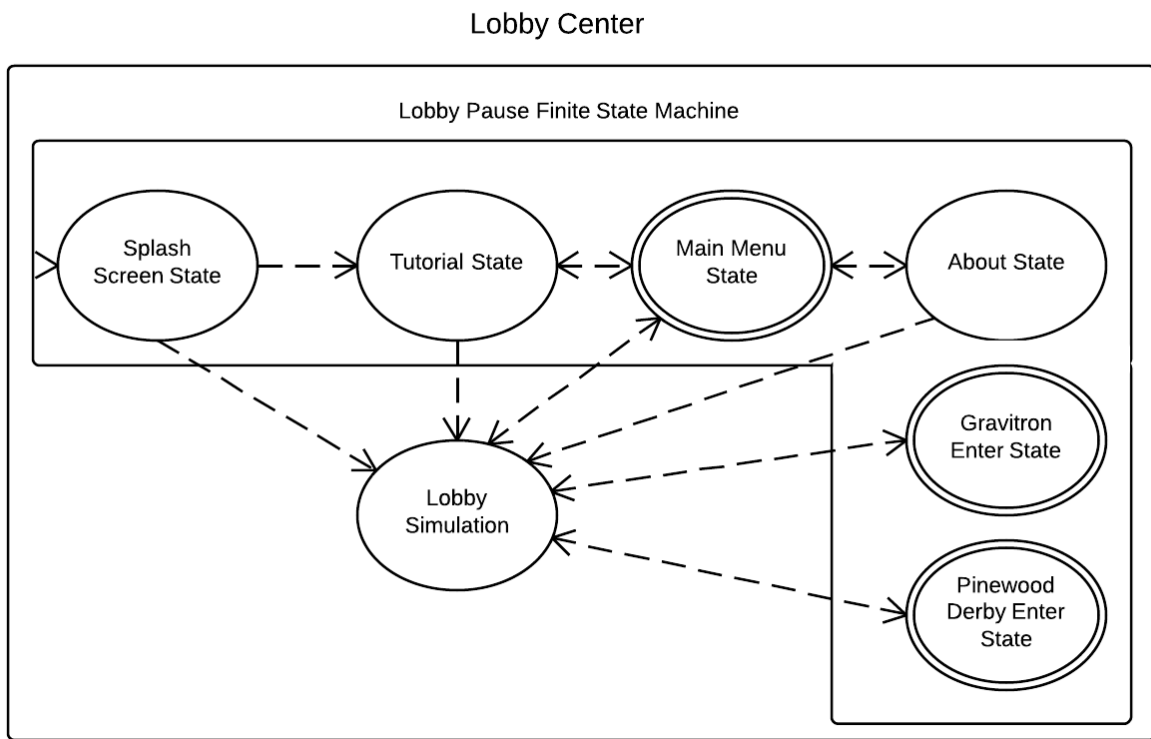 Lobby Center
Lobby Pause Finite State Machine
Splash
Screen State
Tutorial State
Main Menu
State
About State
Gravitron
Enter State
Lobby
Simulation
Pinewood
Derby Enter
State